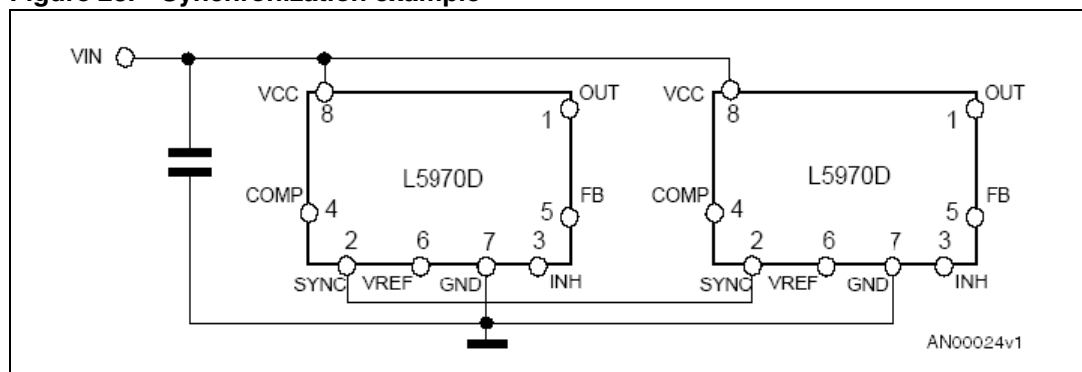 Figure 26. Synchronization example
VIN
VCC
8
OUT
1
L5970D
COMP
4
FB
5
2
6
7
3
SYNC
VREF
GND
INH
VCC
8
OUT
1
L5970D
COMP
4
FB
5
2
6
7
3
SYNC
VREF
GND
INH
AN00024v1